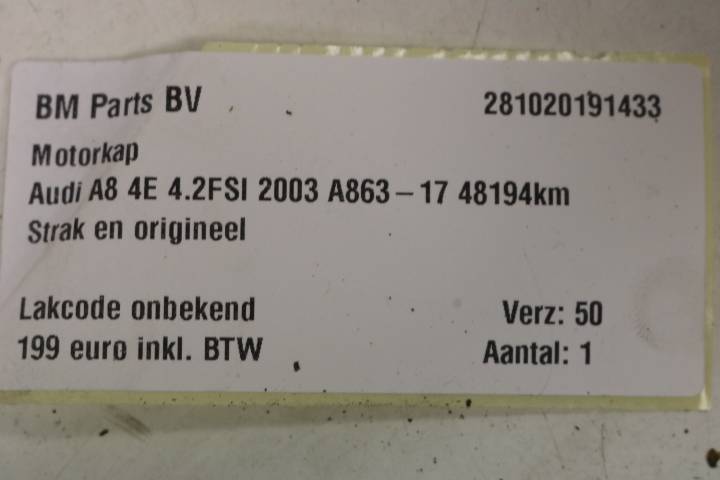 BM Parts BV 281020191433
Motorkap
Audi A8 4E 4.2FSI 2003 A863-17 48194km
Strak en origineel
Lakcode onbekend Verz: 50
199 euro inkl. BTW Aantal: 1